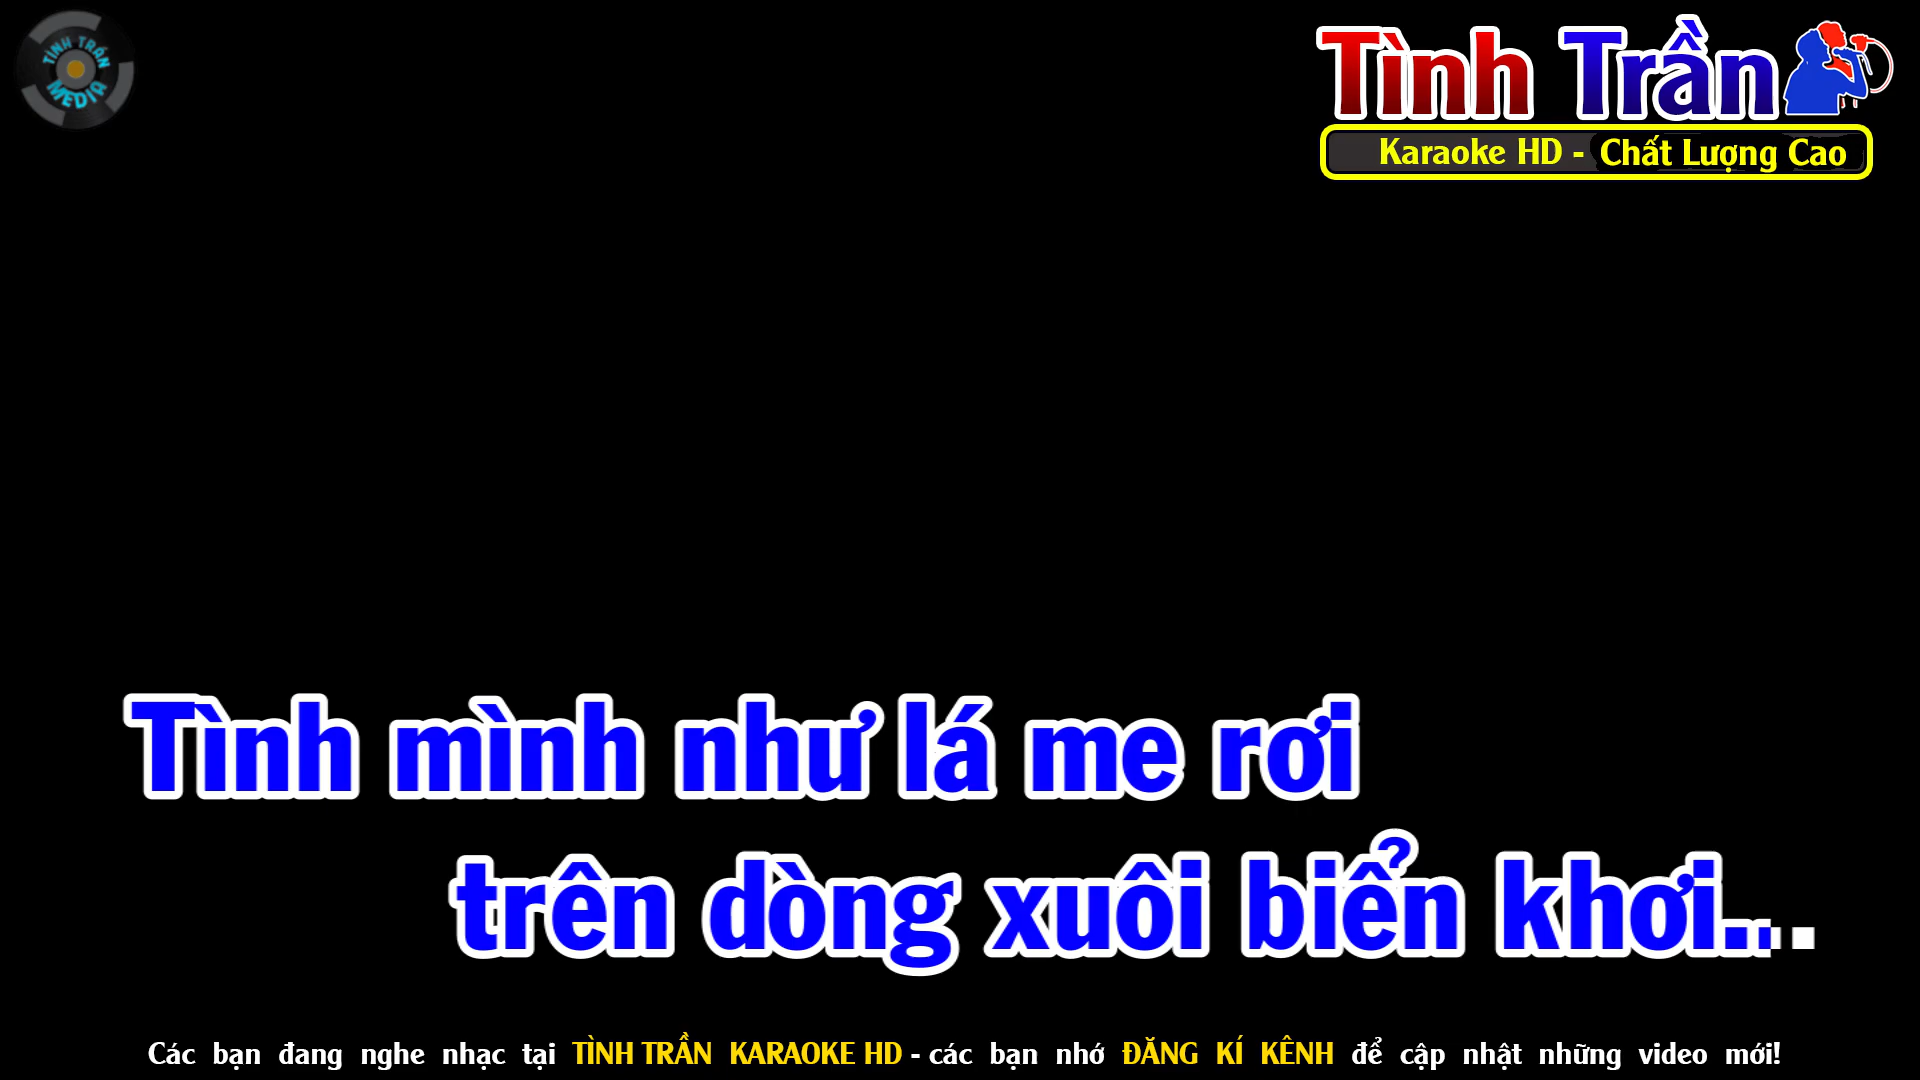 TÌNH TRẦN
MEDIA
Tình Trần
Karaoke HD - Chất Lượng Cao
Tình mình như lá me rơi
trên dòng xuôi biển khơi...
Các bạn đang nghe nhạc tại TÌNH TRẦN KARAOKE HD - các bạn nhớ ĐĂNG KÍ KÊNH để cập nhật những video mới!